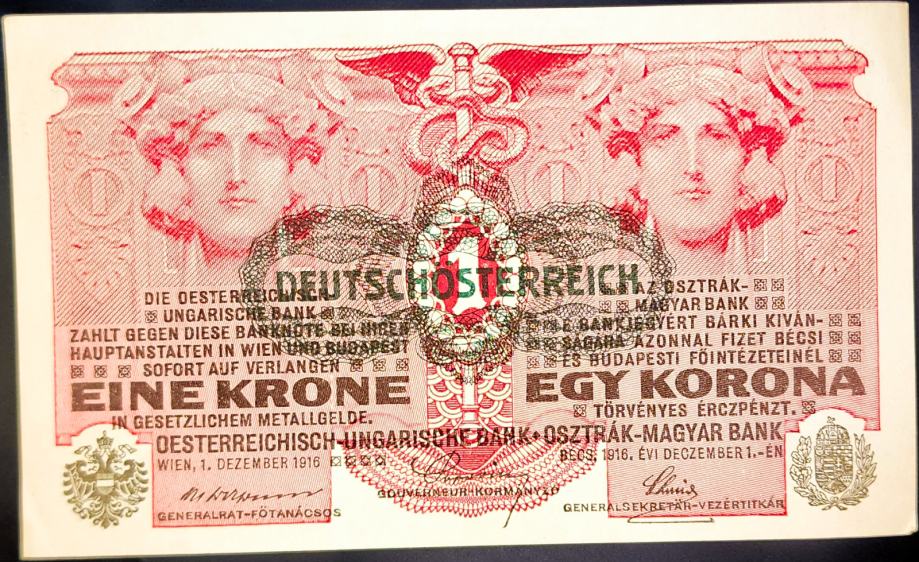 1 1
1
DEUTSCHÖSTERREICH
DIE OESTERREICHISCH-
UNGARISCHE BANK
ZAHLT GEGEN DIESE BANKNOTE BEI IHREN
HAUPTANSTALTEN IN WIEN UND BUDAPEST
SOFORT AUF VERLANGEN
EINE KRONE
IN GESETZLICHEM METALLGELDE.
AZ OSZTRÁK-
MAGYAR BANK
E BANKJEGYÉRT BÁRKI KIVÁN-
SÁGÁRA AZONNAL FIZET BÉCSI
ÉS BUDAPESTI FŐINTÉZETEINÉL
EGY KORONA
TÖRVÉNYES ÉRCZPÉNZT.
OESTERREICHISCH-UNGARISCHE BANK • OSZTRÁK-MAGYAR BANK
WIEN, 1. DEZEMBER 1916
BÉCS, 1916. ÉVI DECZEMBER 1.-ÉN
GENERALRAT-FŐTANÁCSOS
GOUVERNEUR-KORMÁNYZÓ
GENERALSEKRETÄR-VEZÉRTITKÁR